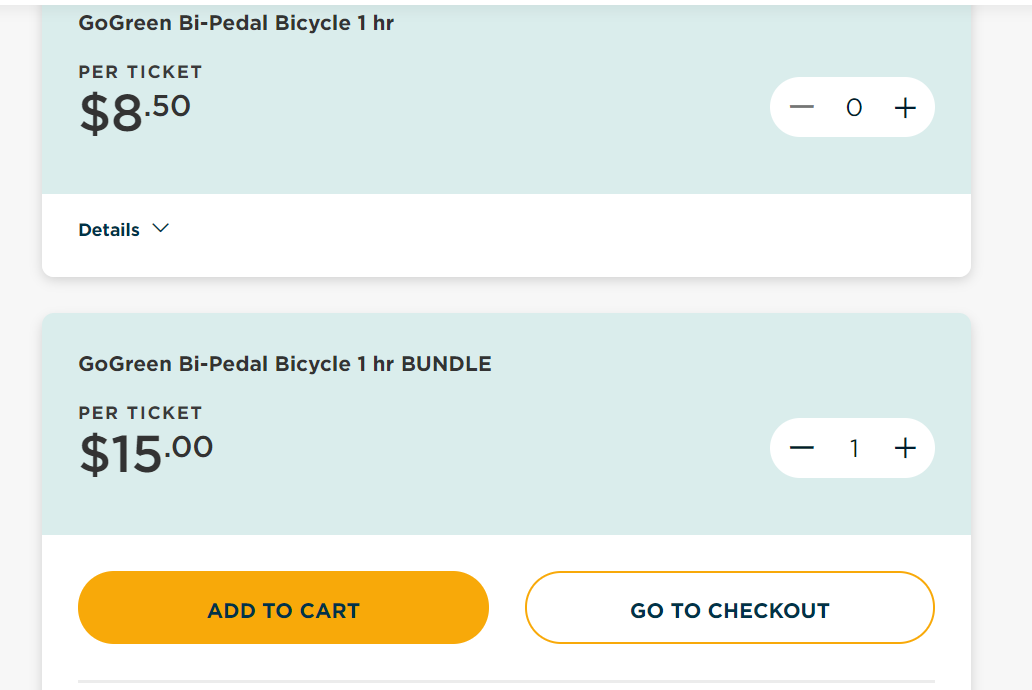 GoGreen Bi-Pedal Bicycle 1 hr
PER TICKET
$8.50
0
Details
GoGreen Bi-Pedal Bicycle 1 hr BUNDLE
PER TICKET
$15.00
1
ADD TO CART
GO TO CHECKOUT